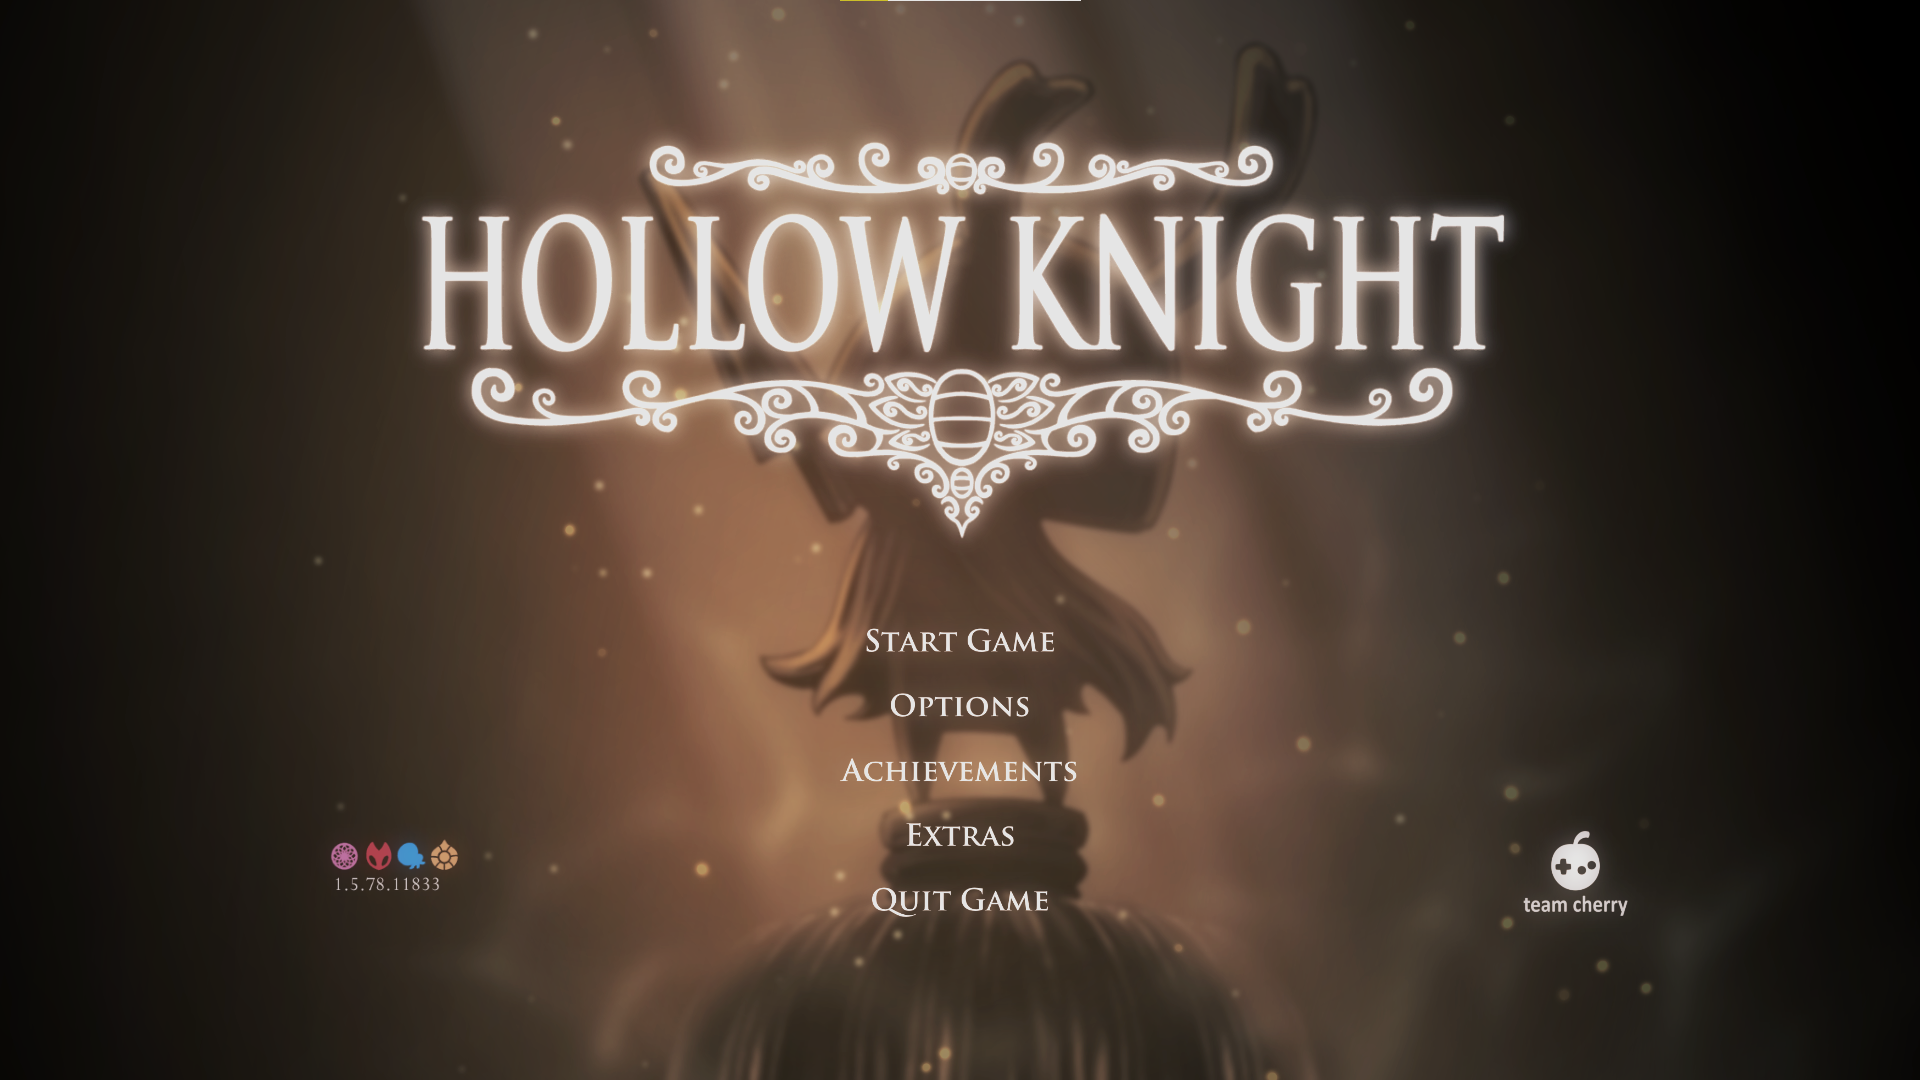 HOLLOW KNIGHT
Start Game
Options
Achievements
Extras
Quit Game
1.5.78.11833
team cherry